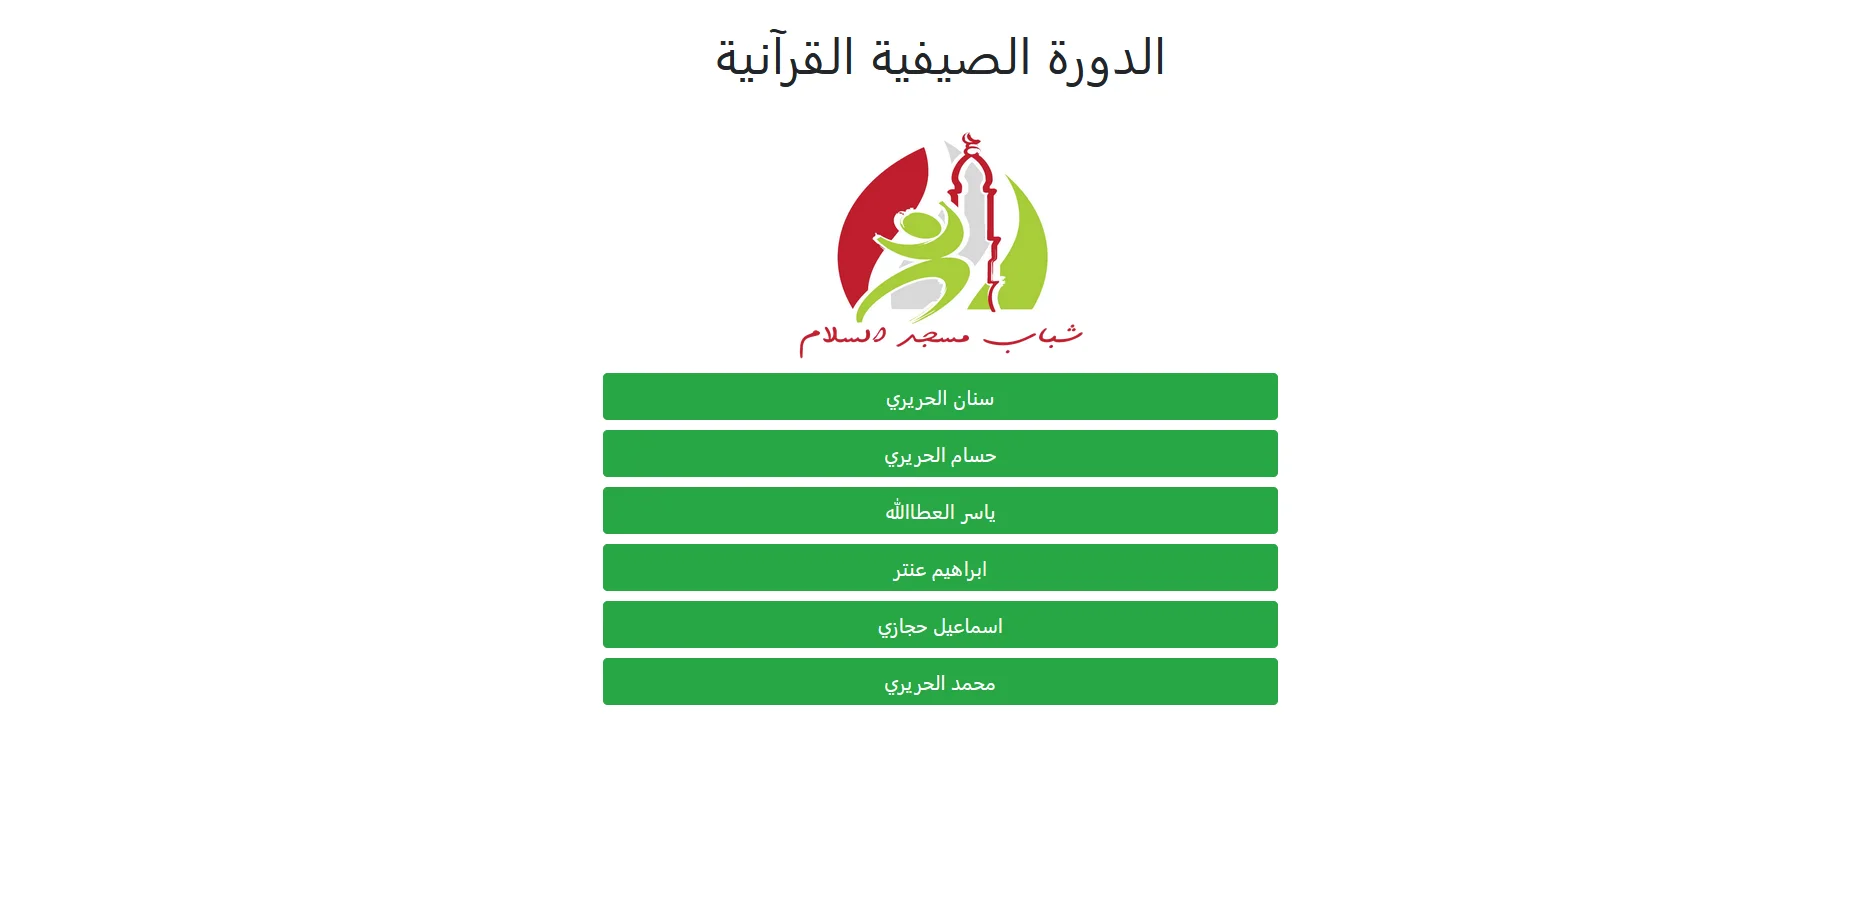 الدورة الصيفية القرآنية
شباب مسجد السلام
سنان الحريري
حسام الحريري
ياسر العطاالله
ابراهيم عنتر
اسماعيل حجازي
محمد الحريري